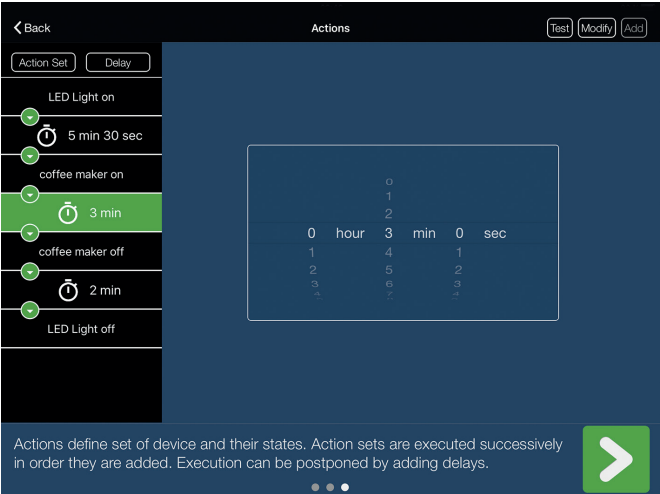 Back
Actions
Test Modify Add
Action Set Delay
LED Light on
5 min 30 sec
coffee maker on
3 min
coffee maker off
2 min
LED Light off
0
1
2
0 hour 3 min 0 sec
1 4 1
2 5 2
3 6 3
4 7 4
Actions define set of device and their states. Action sets are executed successively
in order they are added. Execution can be postponed by adding delays.